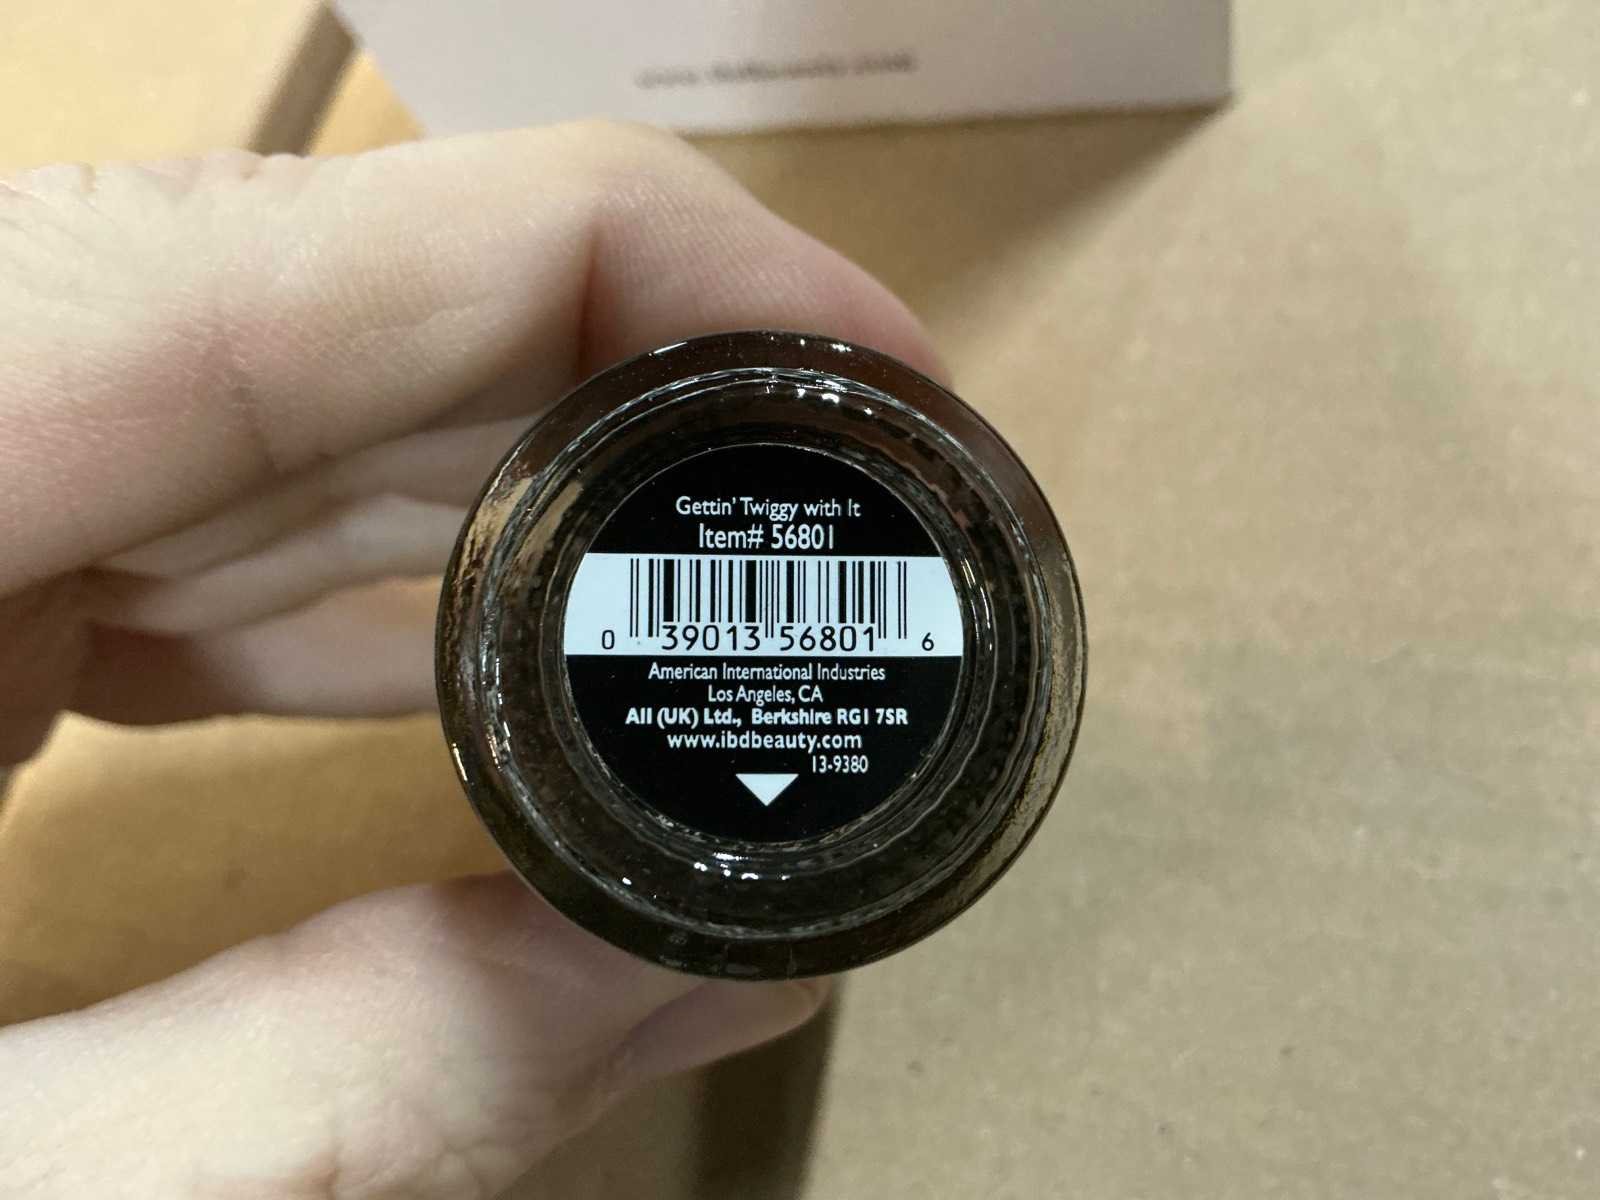 Gettin' Twiggy with It
Item# 56801
0 39013 56801 6
American International Industries
Los Angeles, CA
AII (UK) Ltd., Berkshire RG1 7SR
www.ibdbeauty.com
13-9380